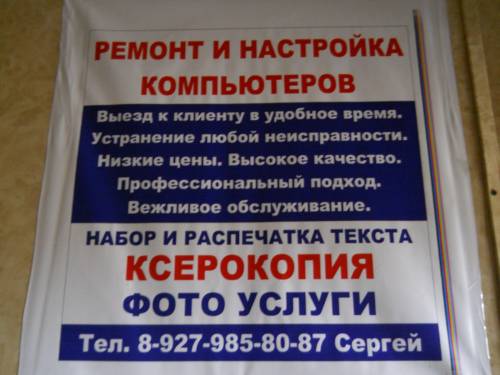 РЕМОНТ И НАСТРОЙКА
КОМПЬЮТЕРОВ
Выезд к клиенту в удобное время.
Устранение любой неисправности.
Низкие цены. Высокое качество.
Профессиональный подход.
Вежливое обслуживание.
НАБОР И РАСПЕЧАТКА ТЕКСТА
КСЕРОКОПИЯ
ФОТО УСЛУГИ
Тел. 8-927-985-80-87 Сергей